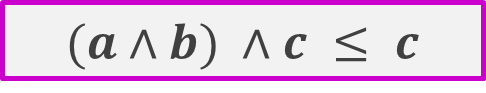 (a ∧ b) ∧ c ≤ c